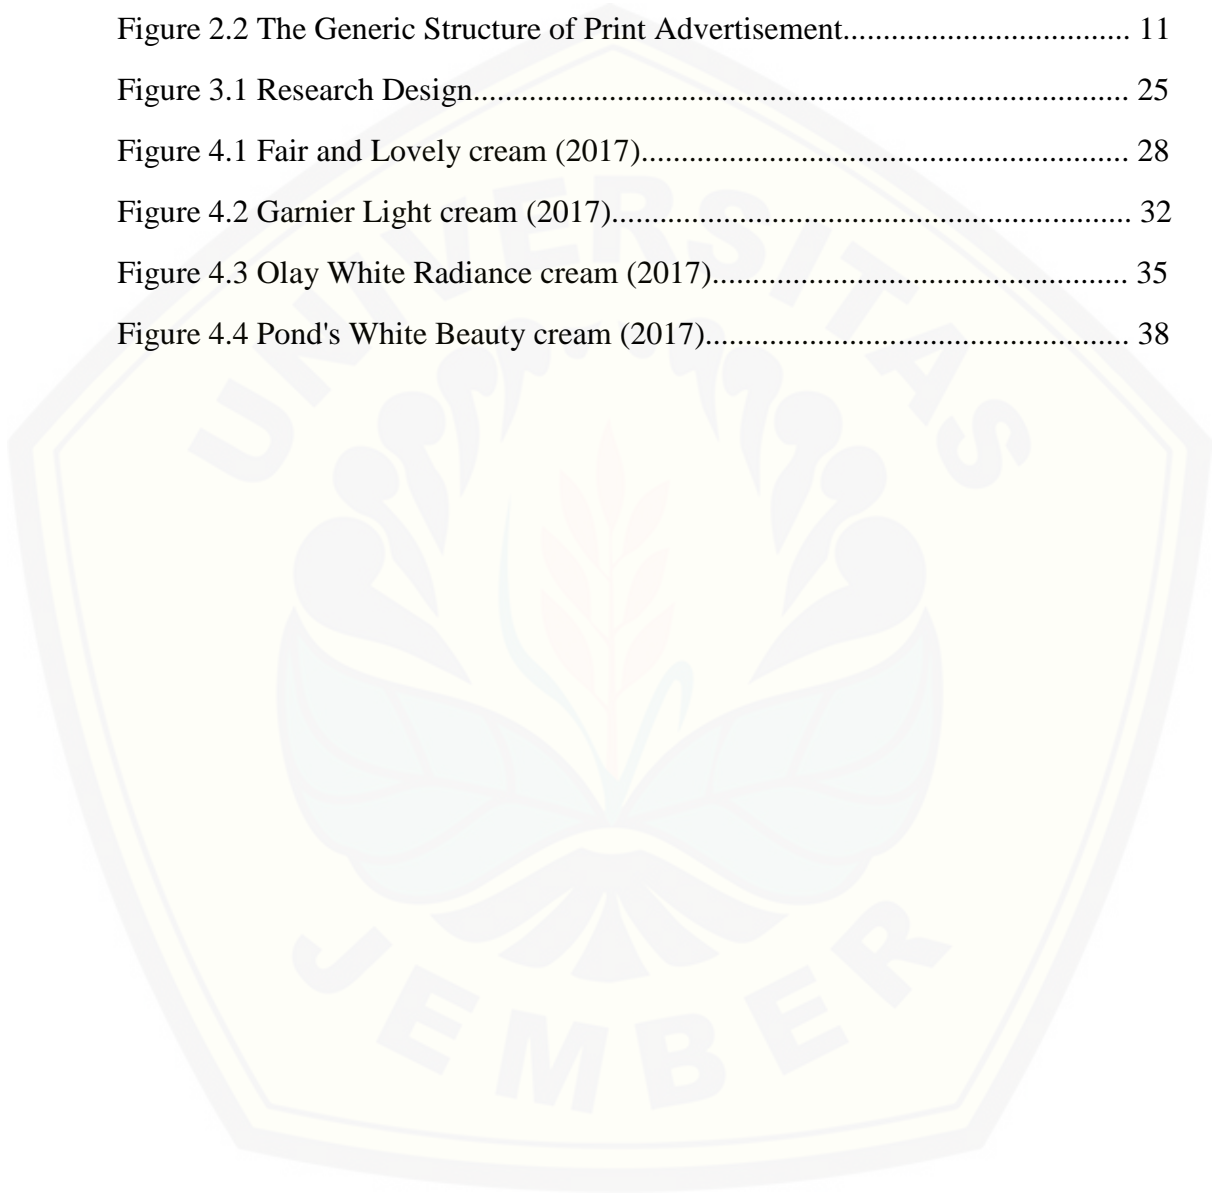 Figure 2.2 The Generic Structure of Print Advertisement................................... 11
Figure 3.1 Research Design................................................................................. 25
Figure 4.1 Fair and Lovely cream (2017)............................................................ 28
Figure 4.2 Garnier Light cream (2017)................................................................ 32
Figure 4.3 Olay White Radiance cream (2017)................................................... 35
Figure 4.4 Pond's White Beauty cream (2017).................................................... 38
UNIVERSITAS
JEMBER